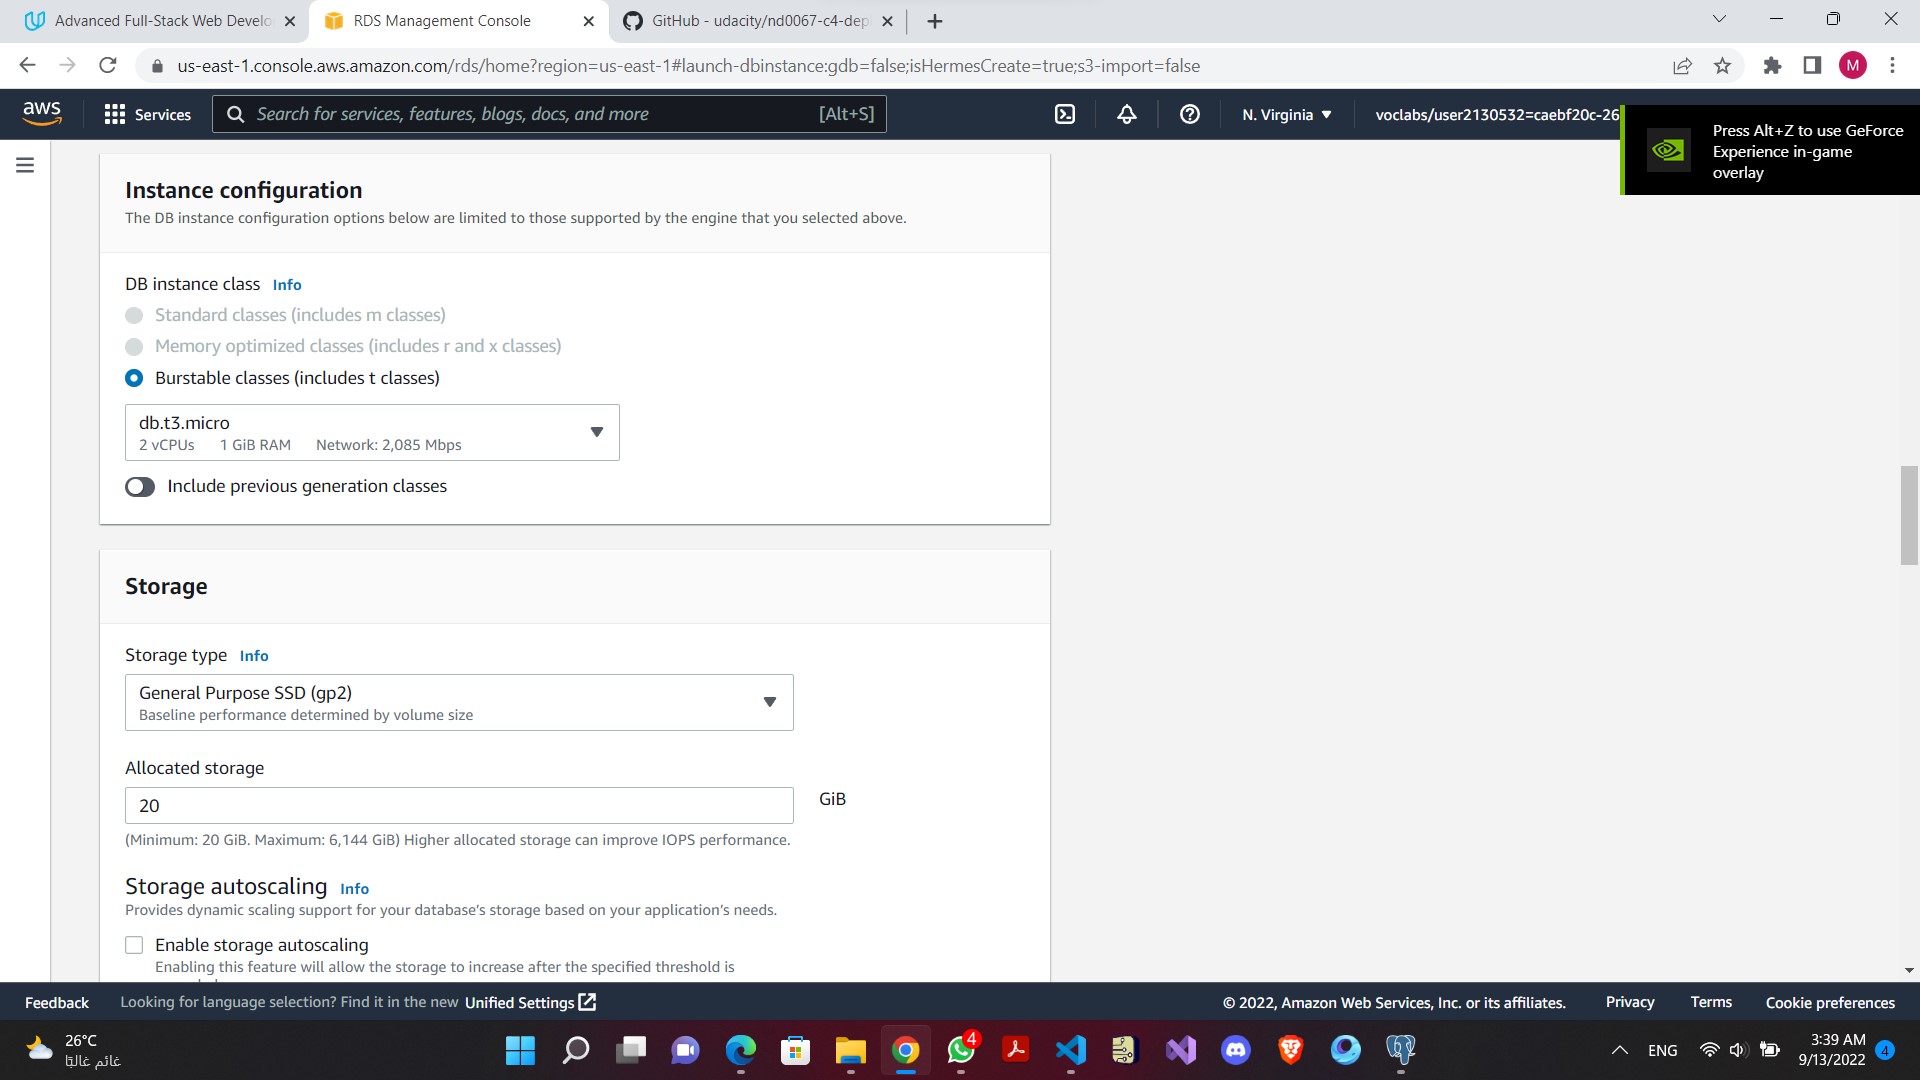 Advanced Full-Stack Web Develo
RDS Management Console
GitHub - udacity/nd0067-c4-dep
us-east-1.console.aws.amazon.com/rds/home?region=us-east-1#launch-dbinstance:gdb=false;isHermesCreate=true;s3-import=false
M
aws
Services
Search for services, features, blogs, docs, and more
[Alt+S]
N. Virginia
voclabs/user2130532=caebf20c-26
Press Alt+Z to use GeForce
Experience in-game
overlay
Instance configuration
The DB instance configuration options below are limited to those supported by the engine that you selected above.
DB instance class Info
Standard classes (includes m classes)
Memory optimized classes (includes r and x classes)
Burstable classes (includes t classes)
db.t3.micro
2 vCPUs 1 GiB RAM Network: 2,085 Mbps
Include previous generation classes
Storage
Storage type Info
General Purpose SSD (gp2)
Baseline performance determined by volume size
Allocated storage
20
GiB
(Minimum: 20 GiB. Maximum: 6,144 GiB) Higher allocated storage can improve IOPS performance.
Storage autoscaling Info
Provides dynamic scaling support for your database's storage based on your application's needs.
Enable storage autoscaling
Enabling this feature will allow the storage to increase after the specified threshold is
Feedback
Looking for language selection? Find it in the new Unified Settings
© 2022, Amazon Web Services, Inc. or its affiliates.
Privacy
Terms
Cookie preferences
26°C
غائم غالبًا
4
ENG
3:39 AM
9/13/2022
4